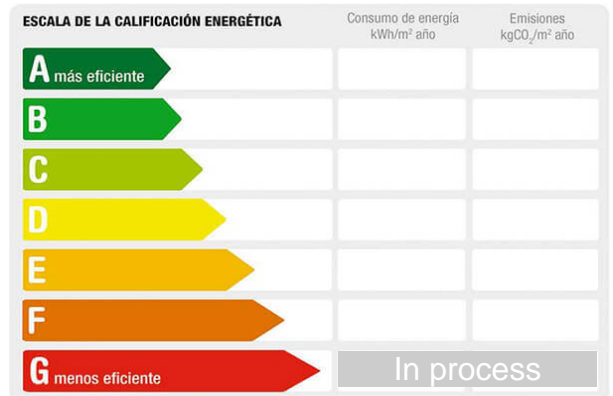 ESCALA DE LA CALIFICACIÓN ENERGÉTICA
Consumo de energía
kWh/m² año
Emisiones
kgCO₂/m² año
A más eficiente
B
C
D
E
F
G menos eficiente
In process